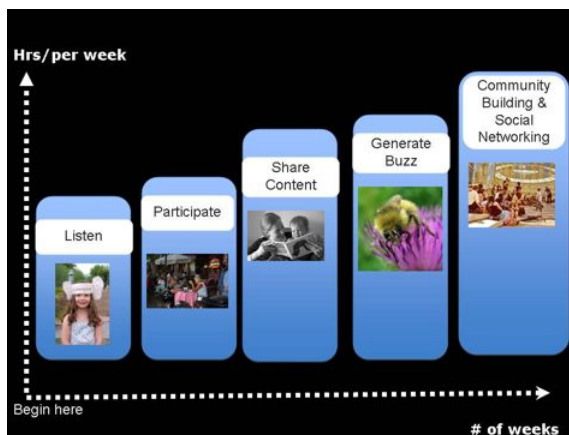 Hrs/per week
Listen
Participate
Share
Content
Generate
Buzz
Community
Building &
Social
Networking
Begin here
# of weeks